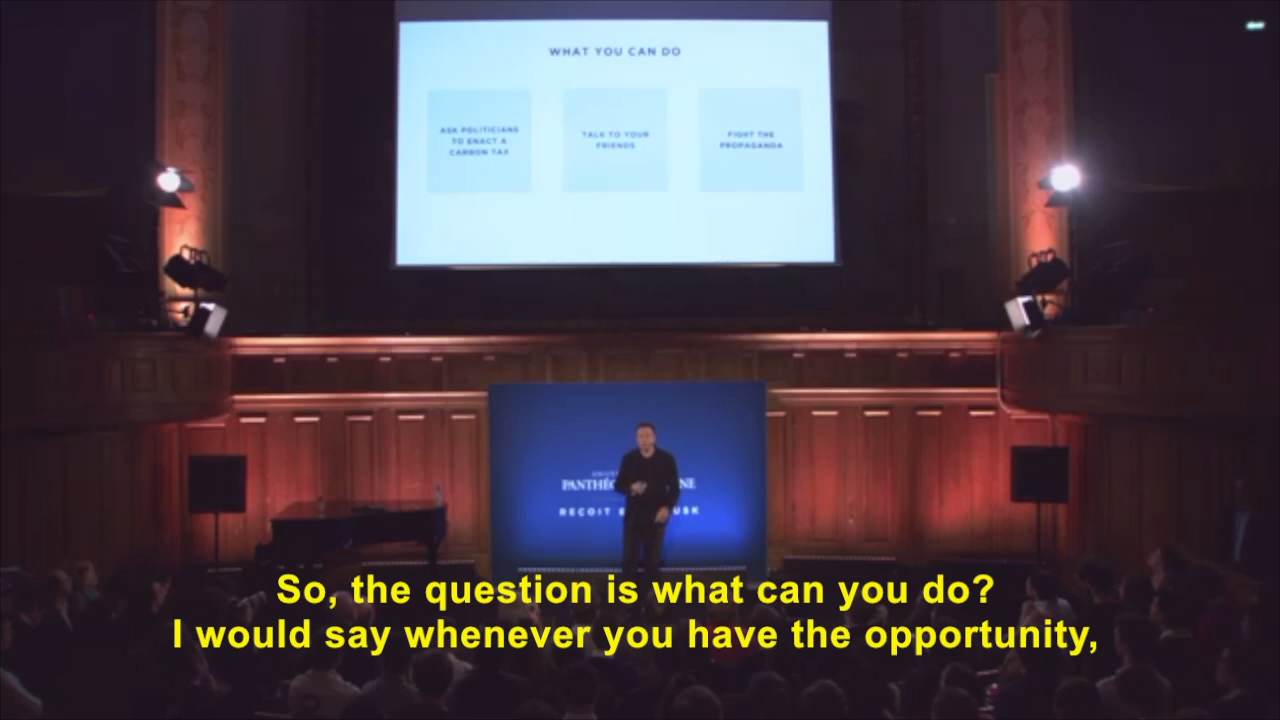 WHAT YOU CAN DO
ASK POLITICIANS
TO ENACT A
CARBON TAX
TALK TO YOUR
FRIENDS
FIGHT THE
PROPAGANDA
REÇOIT
So, the question is what can you do?
I would say whenever you have the opportunity,